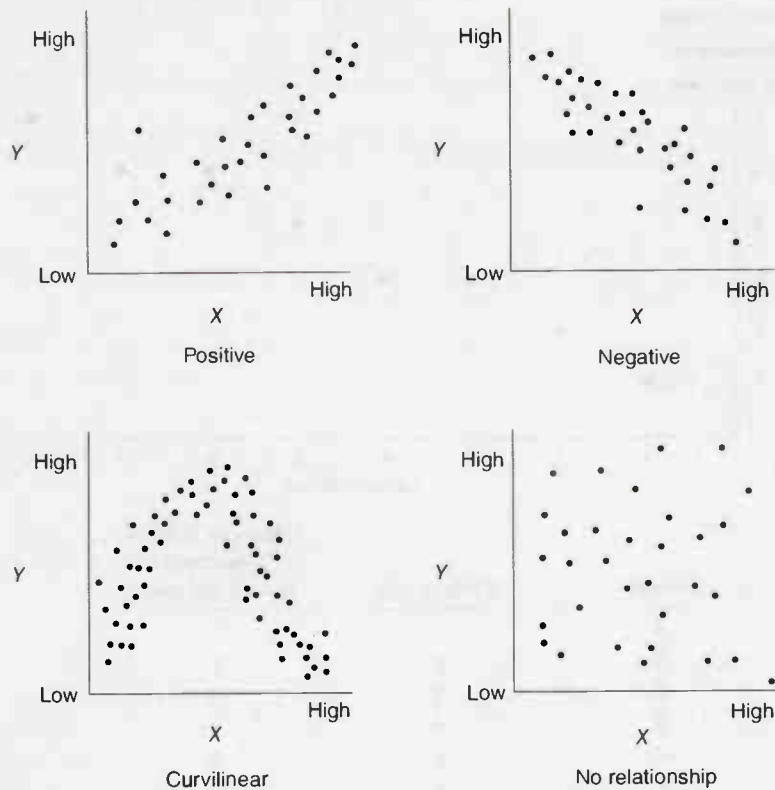 High
Y
Low
High
X
Positive
High
Y
Low
High
X
Negative
High
Y
Low
High
X
Curvilinear
High
Y
Low
High
X
No relationship